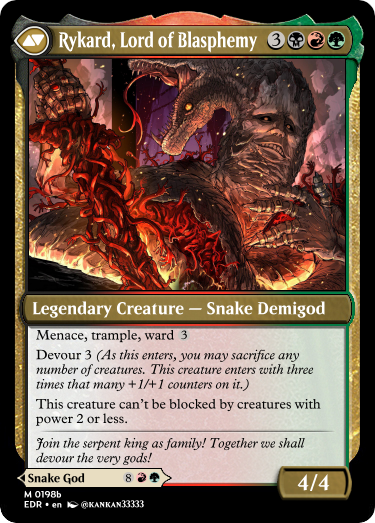 Rykard, Lord of Blasphemy 3
Legendary Creature — Snake Demigod
Menace, trample, ward 3
Devour 3 (As this enters, you may sacrifice any
number of creatures. This creature enters with
three times that many +1/+1 counters on it.)
This creature can't be blocked by creatures with
power 2 or less.
Join the serpent king as family! Together we shall
devour the very gods!
Snake God 8
4/4
M 0198b
EDR • en @KANKAN33333